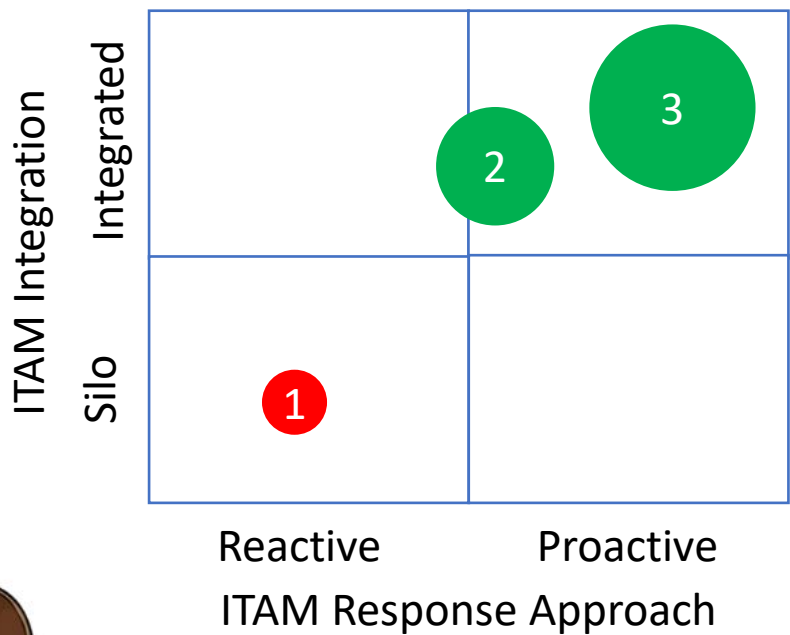 ITAM Integration
Integrated
Silo
3
2
1
Reactive
Proactive
ITAM Response Approach